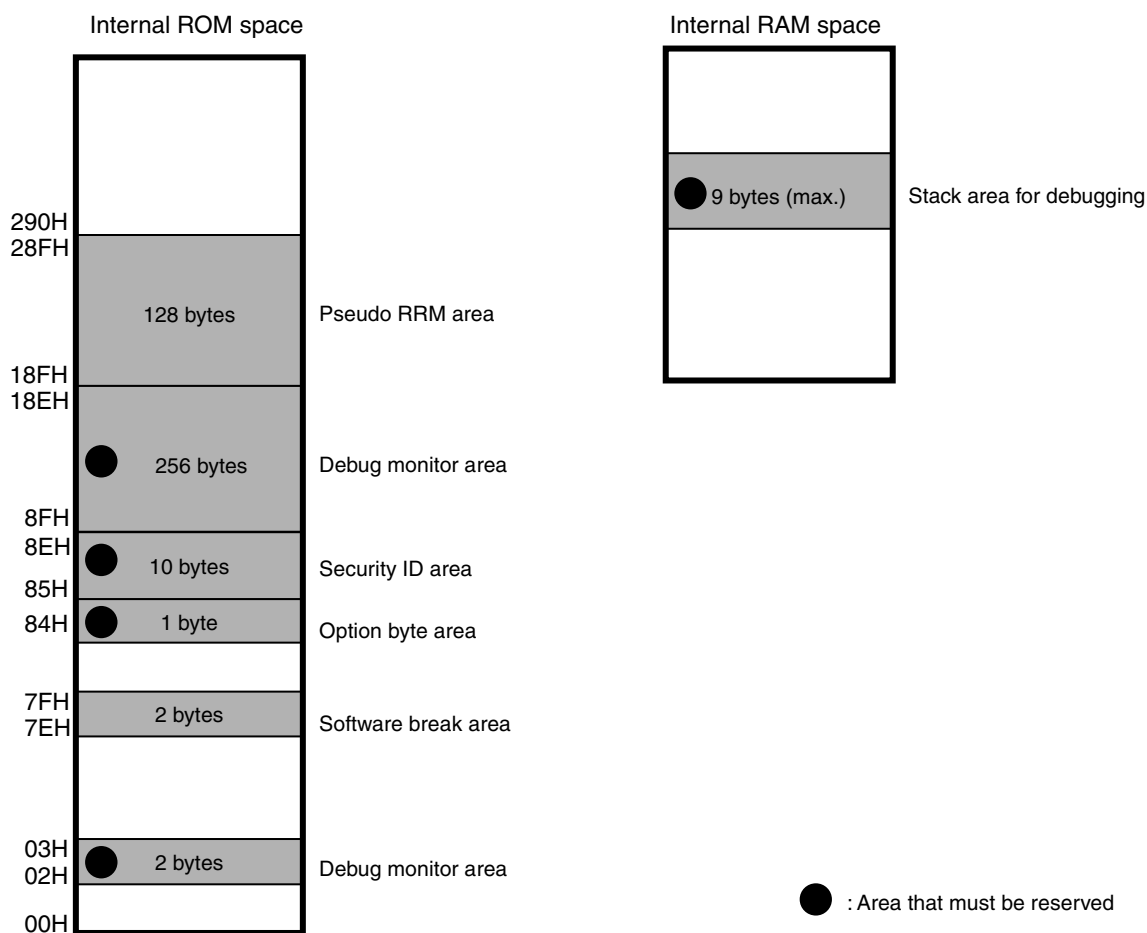 Internal ROM space
Internal RAM space
9 bytes (max.) Stack area for debugging
290H
28FH
128 bytes Pseudo RRM area
18FH
18EH
256 bytes Debug monitor area
8FH
8EH
10 bytes Security ID area
85H
84H 1 byte Option byte area
7FH
2 bytes Software break area
7EH
03H
2 bytes Debug monitor area
02H
: Area that must be reserved
00H